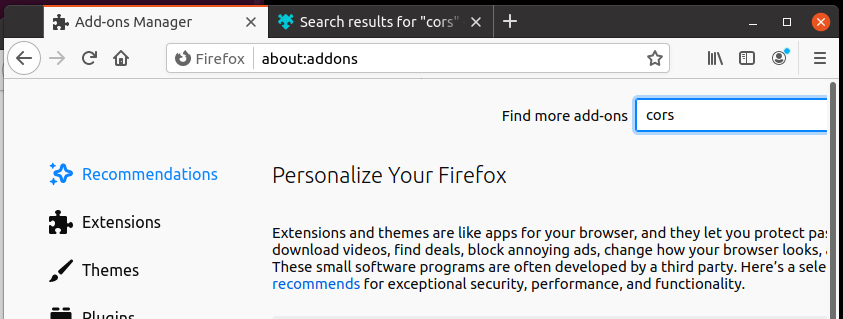 Add-ons Manager
Search results for "cors"
Firefox
about:addons
Find more add-ons
cors
Recommendations
Personalize Your Firefox
Extensions
Extensions and themes are like apps for your browser, and they let you protect pas
download videos, find deals, block annoying ads, change how your browser looks, a
Themes
These small software programs are often developed by a third party. Here's a sele
recommends for exceptional security, performance, and functionality.
Plugins